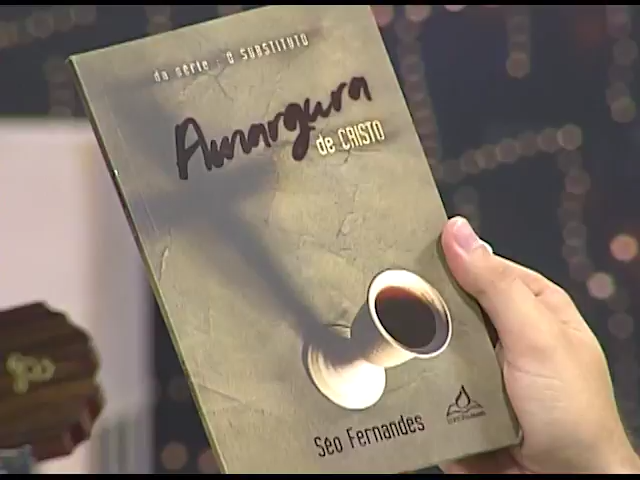 da série : O SUBSTITUTO
Amargura
de CRISTO
Séo Fernandes